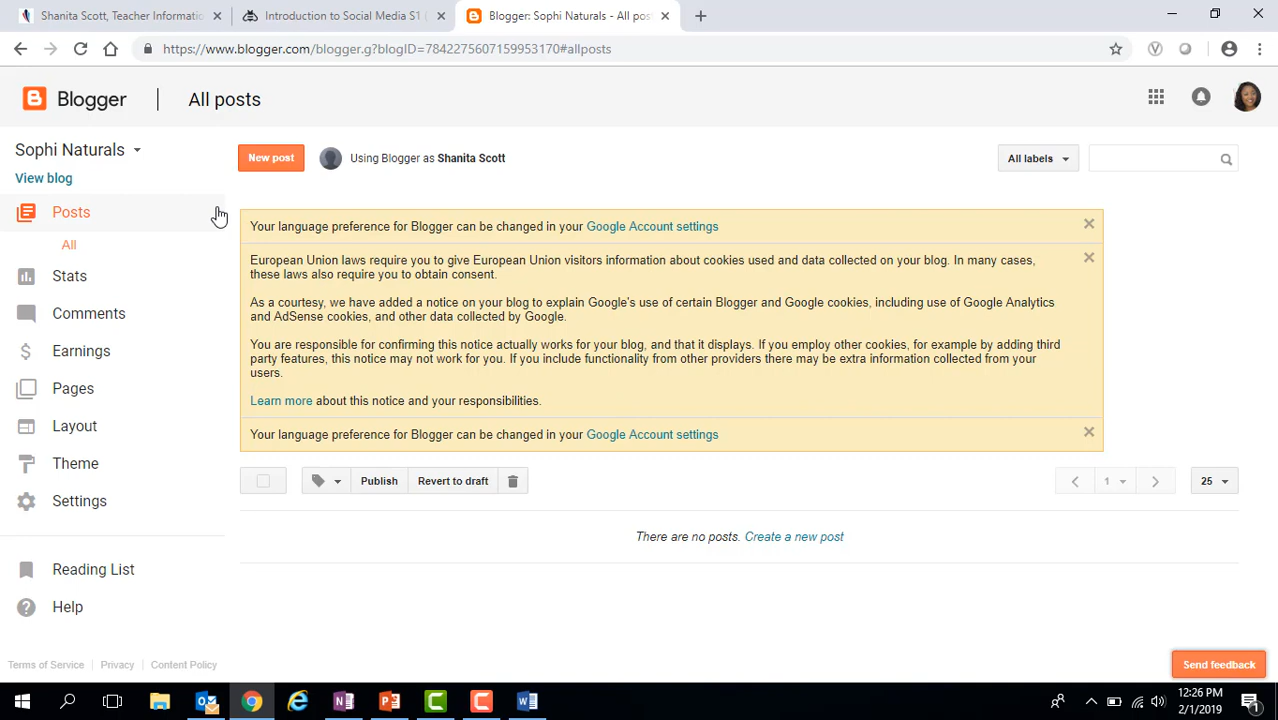 Shanita Scott, Teacher Informatio
Introduction to Social Media S1 (
Blogger: Sophi Naturals - All pos
https://www.blogger.com/blogger.g?blogID=7842275607159953170#allposts
Blogger | All posts
Sophi Naturals
View blog
Posts
All
Stats
Comments
Earnings
Pages
Layout
Theme
Settings
Reading List
Help
Terms of Service | Privacy | Content Policy
New post
Using Blogger as Shanita Scott
All labels
Your language preference for Blogger can be changed in your Google Account settings
European Union laws require you to give European Union visitors information about cookies used and data collected on your blog. In many cases,
these laws also require you to obtain consent.
As a courtesy, we have added a notice on your blog to explain Google's use of certain Blogger and Google cookies, including use of Google Analytics
and AdSense cookies, and other data collected by Google.
You are responsible for confirming this notice actually works for your blog, and that it displays. If you employ other cookies, for example by adding third
party features, this notice may not work for you. If you include functionality from other providers there may be extra information collected from your
users.
Learn more about this notice and your responsibilities.
Your language preference for Blogger can be changed in your Google Account settings
Publish
Revert to draft
1
25
There are no posts. Create a new post
Send feedback
12:26 PM
2/1/2019